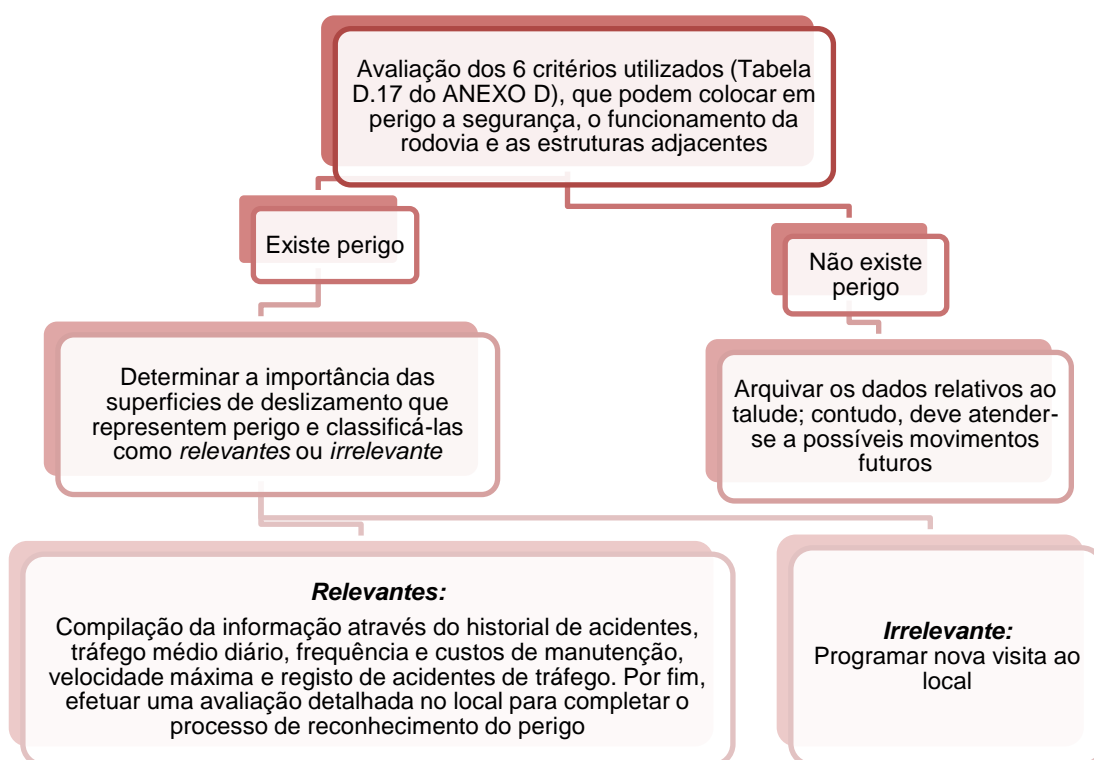 Avaliação dos 6 critérios utilizados (Tabela
D.17 do ANEXO D), que podem colocar em
perigo a segurança, o funcionamento da
rodovia e as estruturas adjacentes
Existe perigo
Não existe
perigo
Determinar a importância das
superficies de deslizamento que
representem perigo e classificá-las
como relevantes ou irrelevante
Arquivar os dados relativos ao
talude; contudo, deve atender-
se a possíveis movimentos
futuros
Relevantes:
Compilação da informação através do historial de acidentes,
tráfego médio diário, frequência e custos de manutenção,
velocidade máxima e registo de acidentes de tráfego. Por fim,
efetuar uma avaliação detalhada no local para completar o
processo de reconhecimento do perigo
Irrelevante:
Programar nova visita ao
local